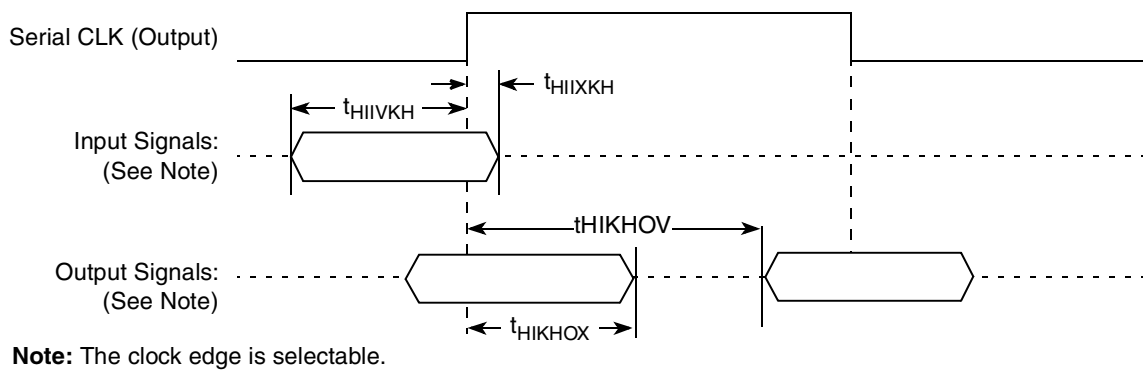 Serial CLK (Output)
tHIIXKH
tHIIVKH
Input Signals:
(See Note)
tHIKHOV
Output Signals:
(See Note)
tHIKHOX
Note: The clock edge is selectable.